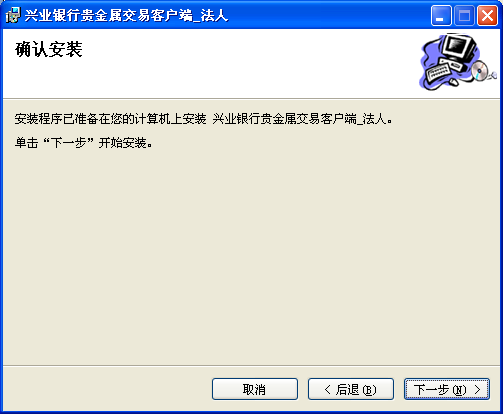 兴业银行贵金属交易客户端_法人
确认安装
安装程序已准备在您的计算机上安装 兴业银行贵金属交易客户端_法人。
单击“下一步”开始安装。
取消
< 后退(B)
下一步(N) >